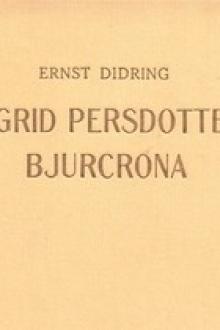 ERNST DIDRING
GRID PERSDOTTE
BJURCRONA